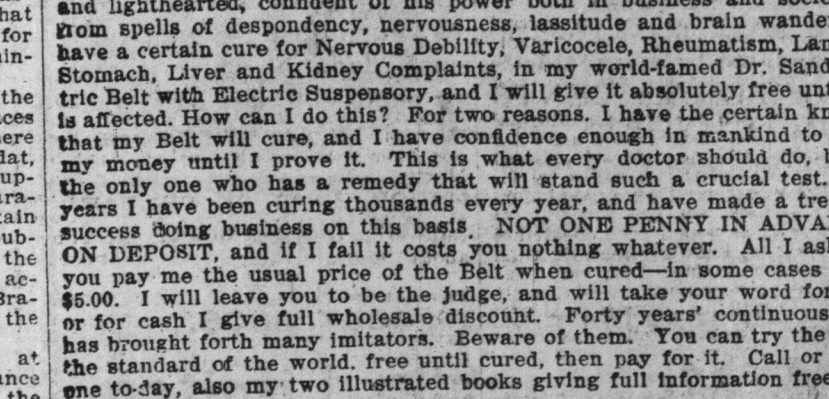 and lighthearted, confident of his power both in business and
from spells of despondency, nervousness, lassitude and brain wande
have a certain cure for Nervous Debility, Varicocele, Rheumatism, Lam
Stomach, Liver and Kidney Complaints, in my world-famed Dr. Sand
tric Belt with Electric Suspensory, and I will give it absolutely free unt
is affected. How can I do this? For two reasons. I have the certain kn
that my Belt will cure, and I have confidence enough in mankind to
my money until I prove it. This is what every doctor should do,
the only one who has a remedy that will stand such a crucial test.
years I have been curing thousands every year, and have made a tre
success doing business on this basis. NOT ONE PENNY IN ADVA
ON DEPOSIT, and if I fail it costs you nothing whatever. All I as
you pay me the usual price of the Belt when cured—in some cases
$5.00. I will leave you to be the judge, and will take your word for
or for cash I give full wholesale discount. Forty years' continuous
has brought forth many imitators. Beware of them. You can try the
the standard of the world, free until cured, then pay for it. Call or
one to-day, also my two illustrated books giving full information free
hat
for
in-
the
ces
ere
dat,
up-
ra-
tain
ub-
the
ac-
Bra-
the
at
ance
the